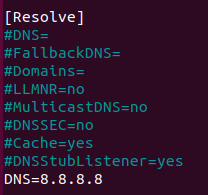 [Resolve]
#DNS=
#FallbackDNS=
#Domains=
#LLMNR=no
#MulticastDNS=no
#DNSSEC=no
#Cache=yes
#DNSStubListener=yes
DNS=8.8.8.8